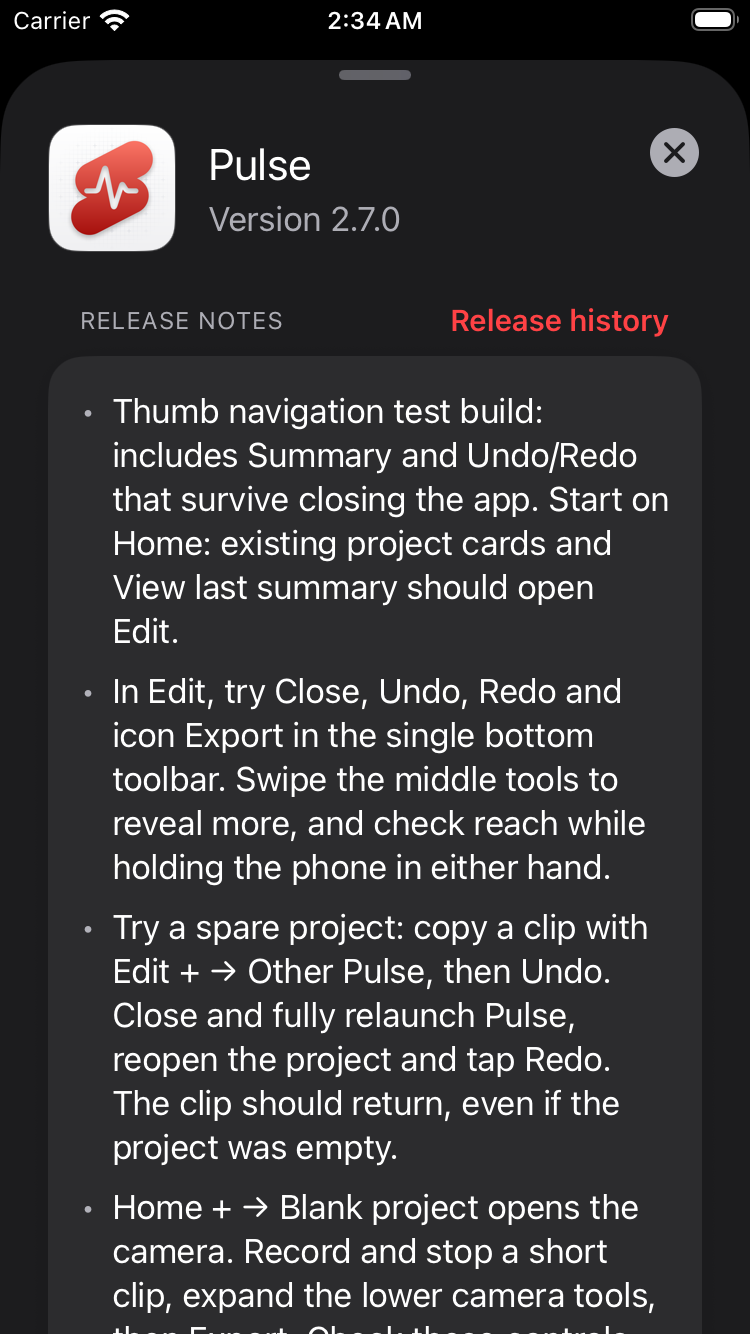 Carrier 2:34 AM
Pulse
Version 2.7.0
RELEASE NOTES Release history
• Thumb navigation test build:
includes Summary and Undo/Redo
that survive closing the app. Start on
Home: existing project cards and
View last summary should open
Edit.
• In Edit, try Close, Undo, Redo and
icon Export in the single bottom
toolbar. Swipe the middle tools to
reveal more, and check reach while
holding the phone in either hand.
• Try a spare project: copy a clip with
Edit + → Other Pulse, then Undo.
Close and fully relaunch Pulse,
reopen the project and tap Redo.
The clip should return, even if the
project was empty.
• Home + → Blank project opens the
camera. Record and stop a short
clip, expand the lower camera tools,
then Export. Check these controls